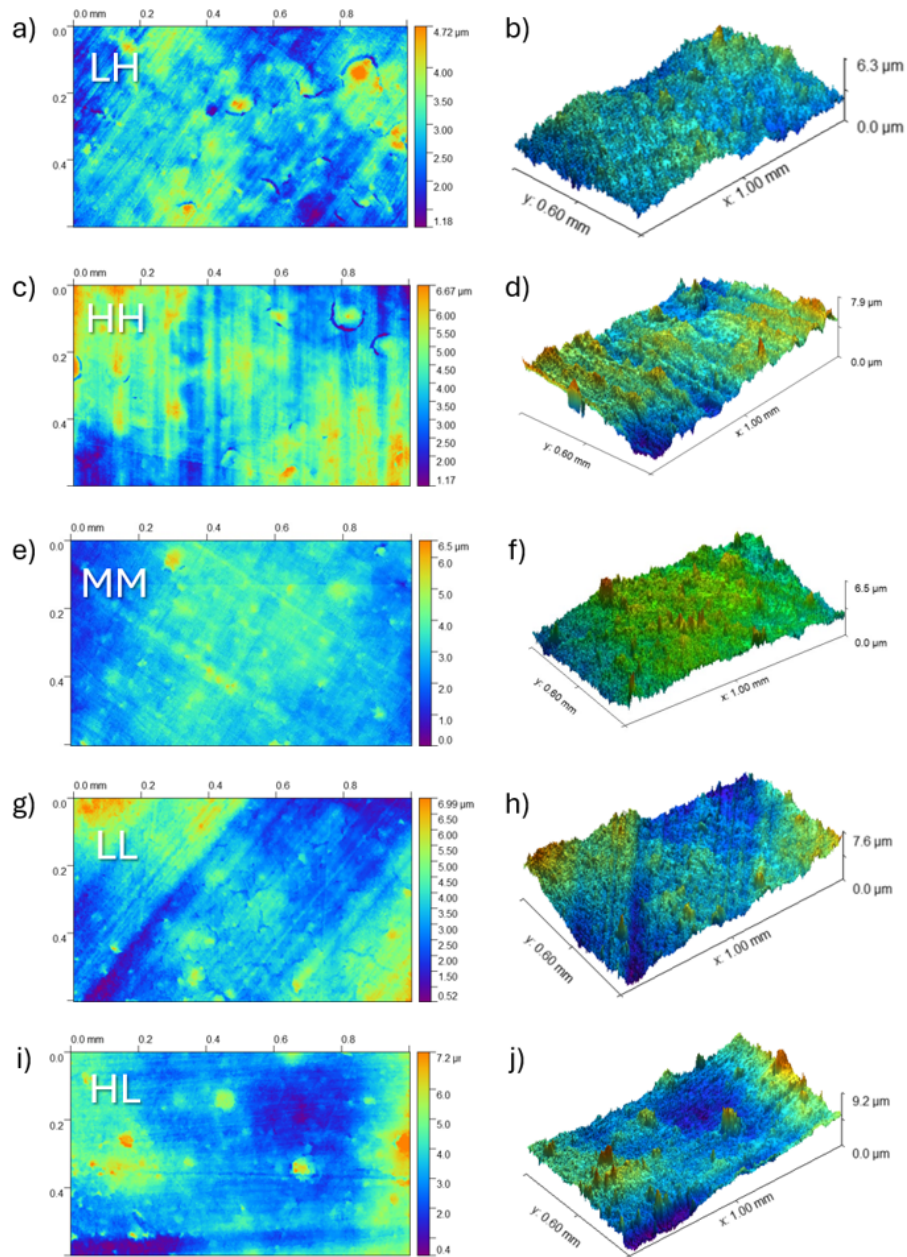 a)
0.0 mm 0.2 0.4 0.6 0.8
0.0
0.2
0.4
LH
4.72 µm
4.00
3.50
3.00
2.50
2.00
1.18
b)
6.3 µm
0.0 µm
y: 0.60 mm
x: 1.00 mm
c)
0.0 mm 0.2 0.4 0.6 0.8
0.0
0.2
0.4
HH
6.67 µm
6.00
5.50
5.00
4.50
4.00
3.50
3.00
2.50
2.00
1.17
d)
7.9 µm
0.0 µm
y: 0.60 mm
x: 1.00 mm
e)
0.0 mm 0.2 0.4 0.6 0.8
0.0
0.2
0.4
MM
6.5 µm
5.0
4.0
3.0
2.0
1.0
0.0
f)
6.5 µm
0.0 µm
y: 0.60 mm
x: 1.00 mm
g)
0.0 mm 0.2 0.4 0.6 0.8
0.0
0.2
0.4
LL
6.99 µm
6.50
6.00
5.50
5.00
4.50
4.00
3.50
3.00
2.50
2.00
1.50
0.52
h)
7.6 µm
0.0 µm
y: 0.60 mm
x: 1.00 mm
i)
0.0 mm 0.2 0.4 0.6 0.8
0.0
0.2
0.4
HL
7.2 µm
6.0
5.0
4.0
3.0
2.0
0.4
j)
9.2 µm
0.0 µm
y: 0.60 mm
x: 1.00 mm